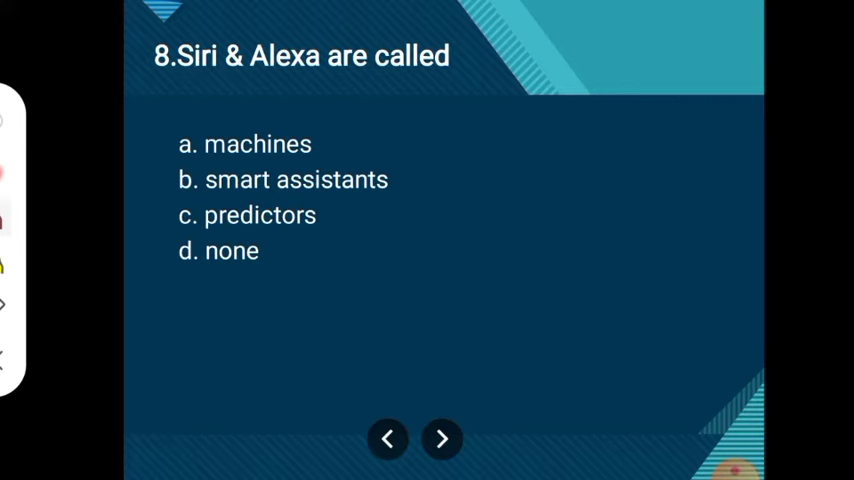 8.Siri & Alexa are called
a. machines
b. smart assistants
c. predictors
d. none